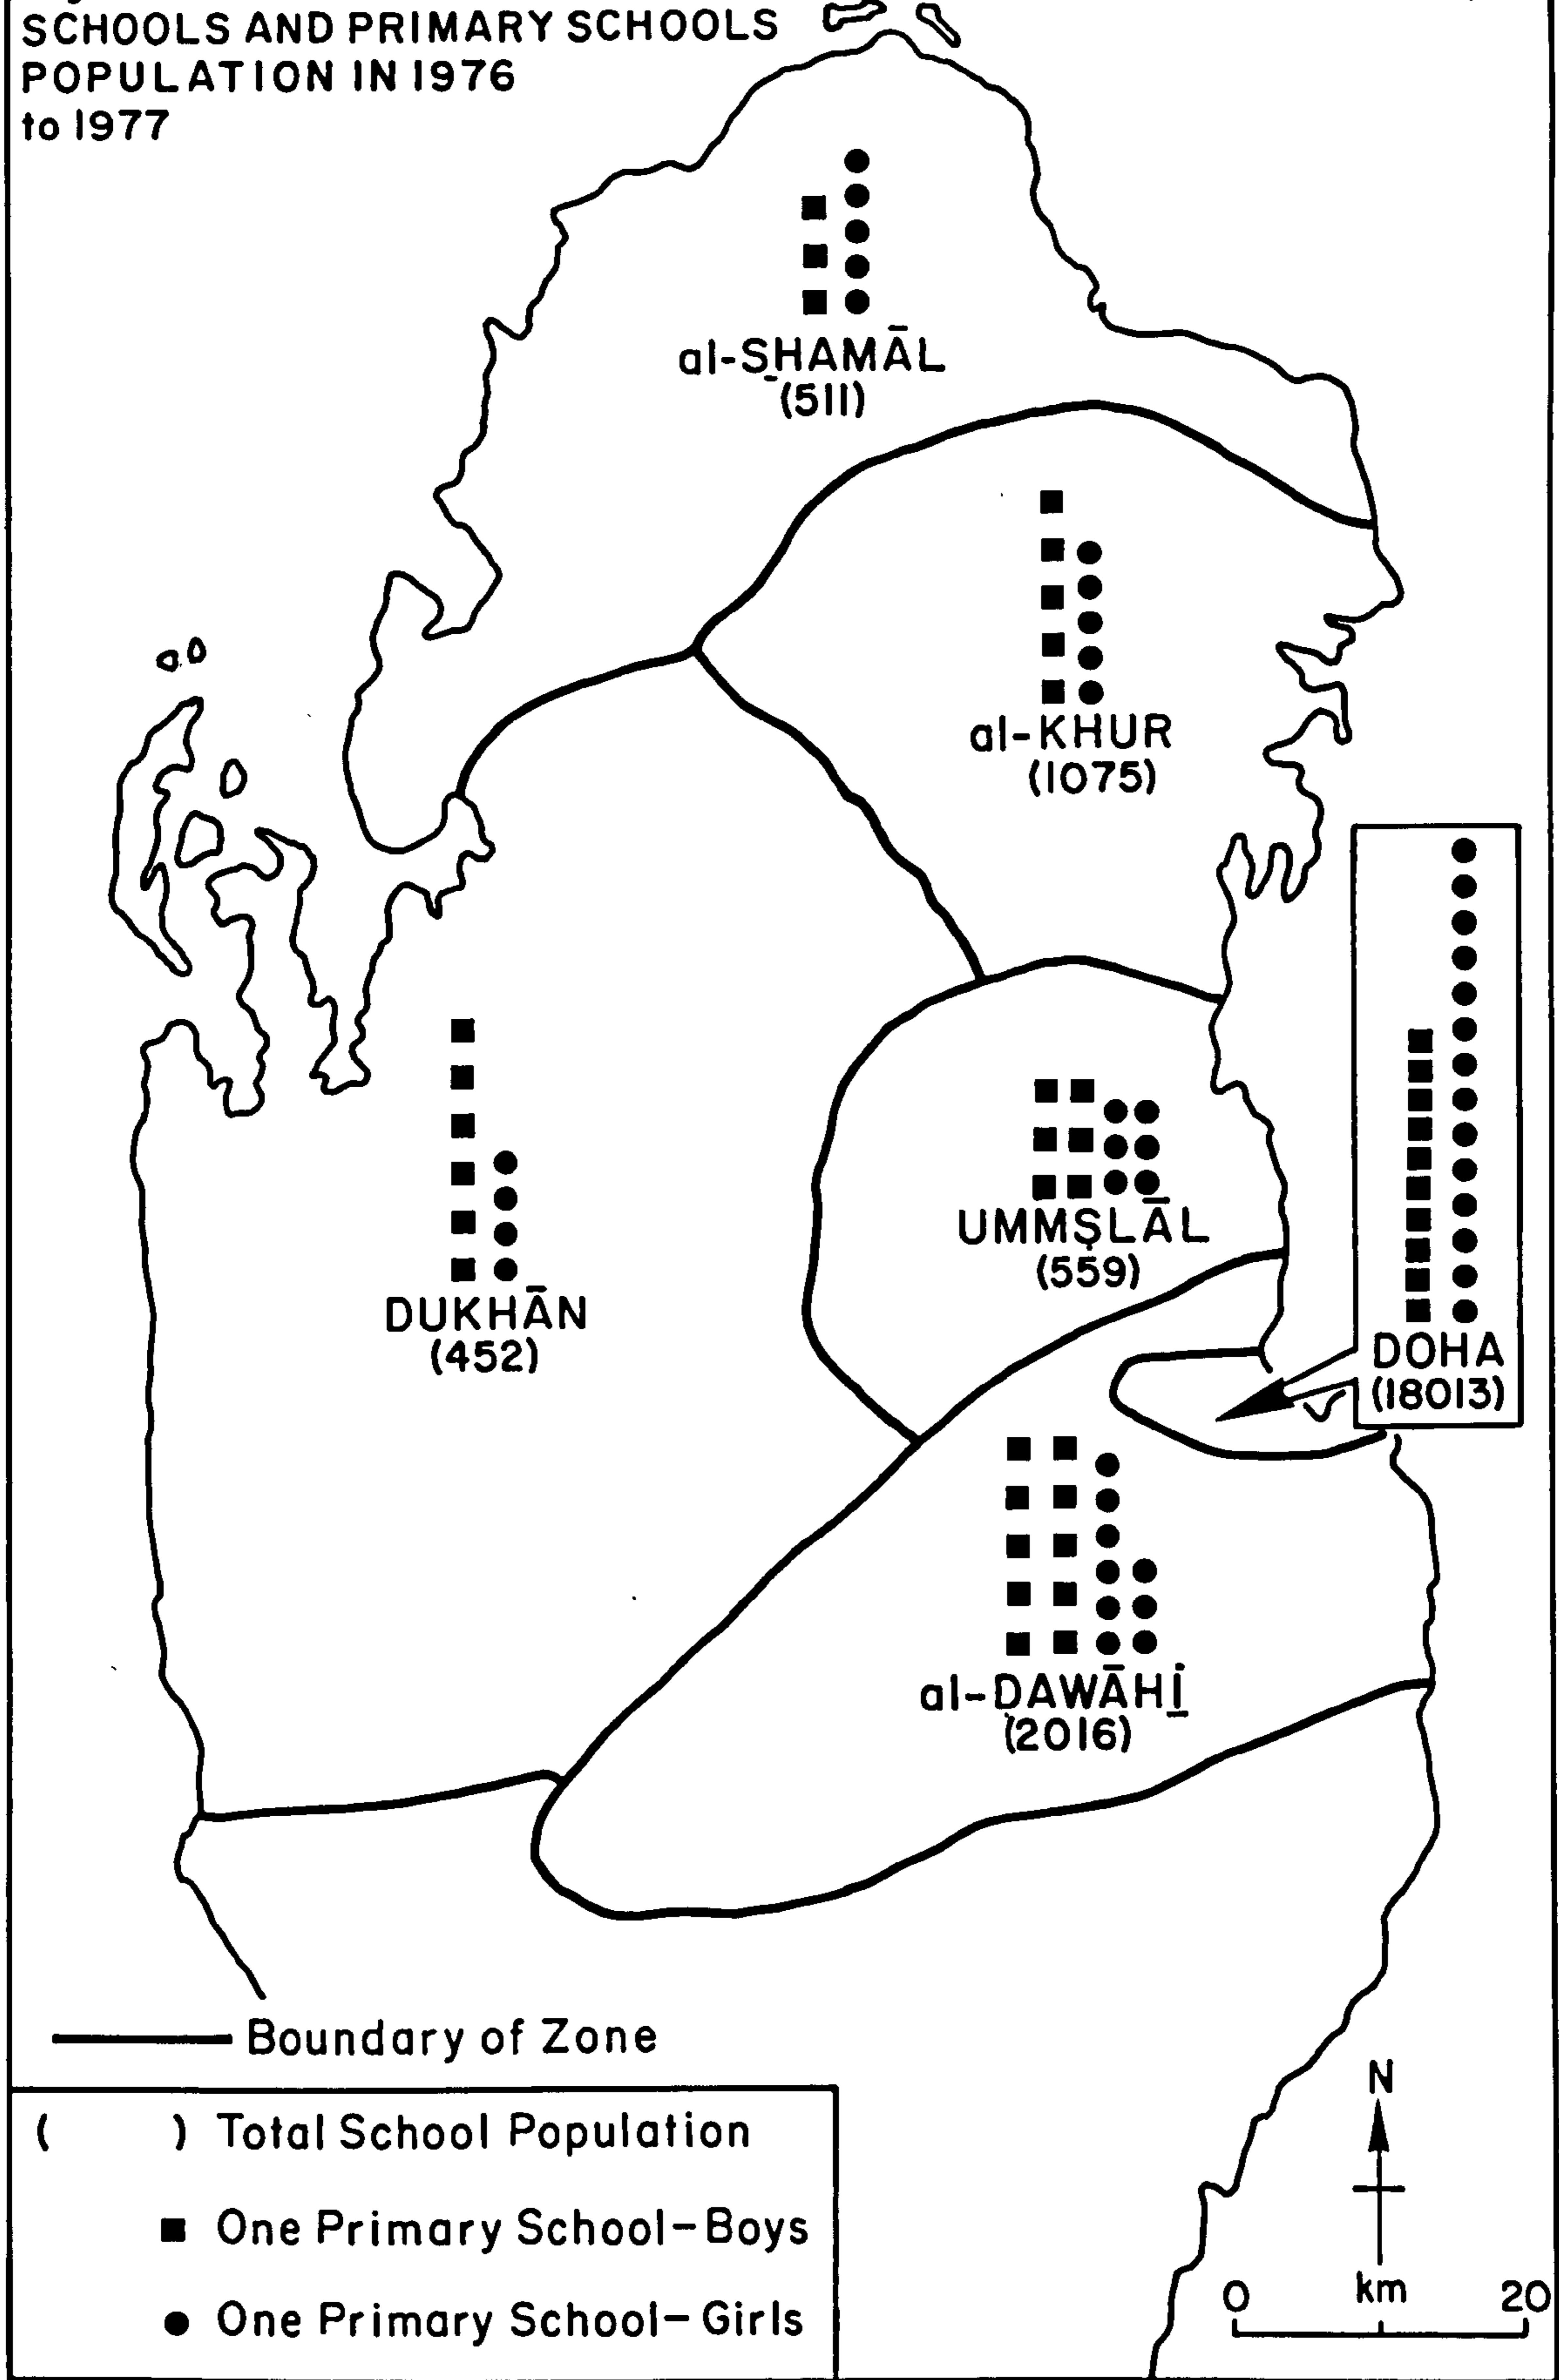 SCHOOLS AND PRIMARY SCHOOLS
POPULATION IN 1976
to 1977
al-SHAMĀL
(511)
al-KHUR
(1075)
UMMṢLĀL
(559)
DUKHĀN
(452)
DOHA
(18013)
al-DAWĀHI
(2016)
Boundary of Zone
( ) Total School Population
One Primary School-Boys
One Primary School-Girls
N
0 km 20